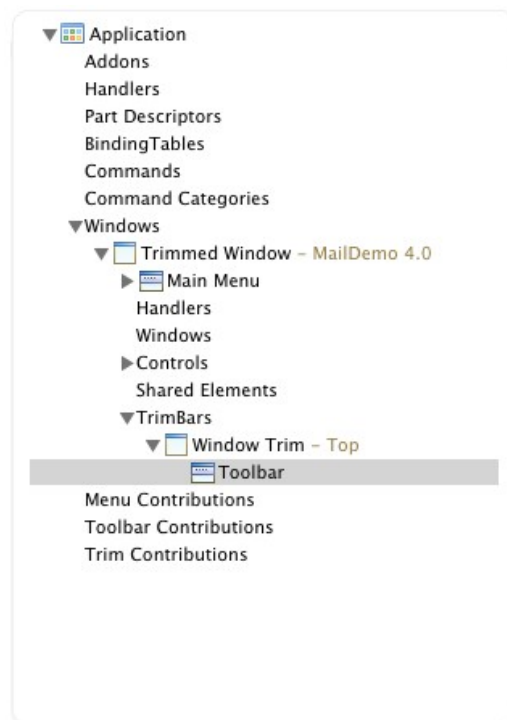 Application
Addons
Handlers
Part Descriptors
BindingTables
Commands
Command Categories
Windows
Trimmed Window – MailDemo 4.0
Main Menu
Handlers
Windows
Controls
Shared Elements
TrimBars
Window Trim – Top
Toolbar
Menu Contributions
Toolbar Contributions
Trim Contributions